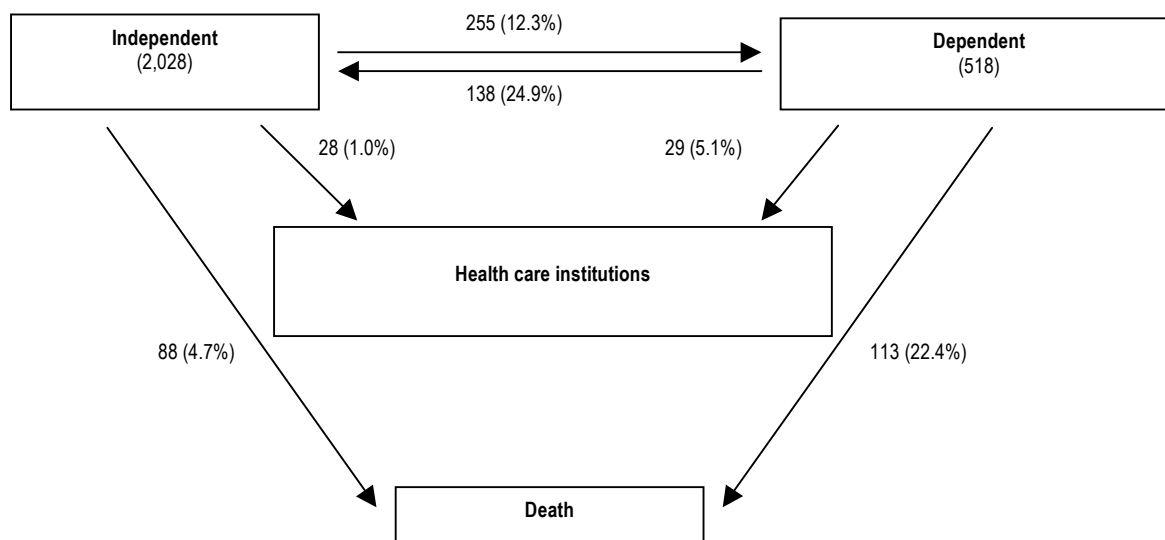 255 (12.3%)
Independent
(2,028)
Dependent
(518)
138 (24.9%)
28 (1.0%)
29 (5.1%)
Health care institutions
88 (4.7%)
113 (22.4%)
Death